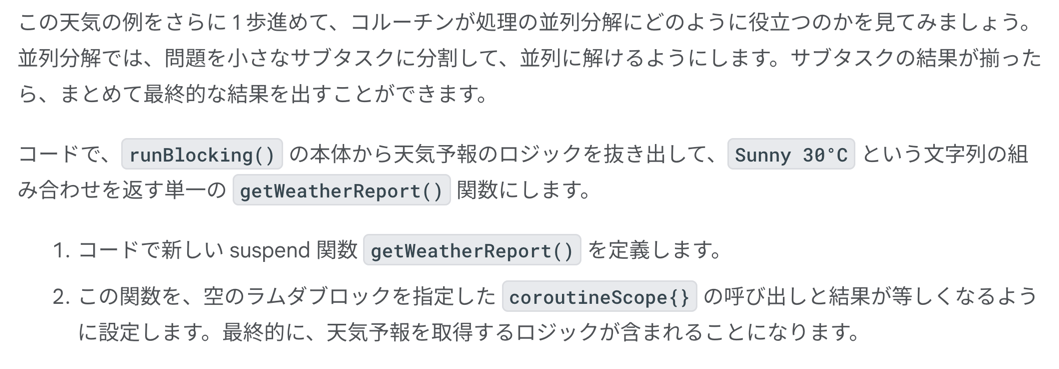 この天気の例をさらに 1 歩進めて、コルーチンが処理の並列分解にどのように役立つのかを見てみましょう。
並列分解では、問題を小さなサブタスクに分割して、並列に解けるようにします。サブタスクの結果が揃った
ら、まとめて最終的な結果を出すことができます。
コードで、 runBlocking() の本体から天気予報のロジックを抜き出して、 Sunny 30°C という文字列の組
み合わせを返す単一の getWeatherReport() 関数にします。
1. コードで新しい suspend 関数 getWeatherReport() を定義します。
2. この関数を、空のラムダブロックを指定した coroutineScope{} の呼び出しと結果が等しくなるよう
に設定します。最終的に、天気予報を取得するロジックが含まれることになります。